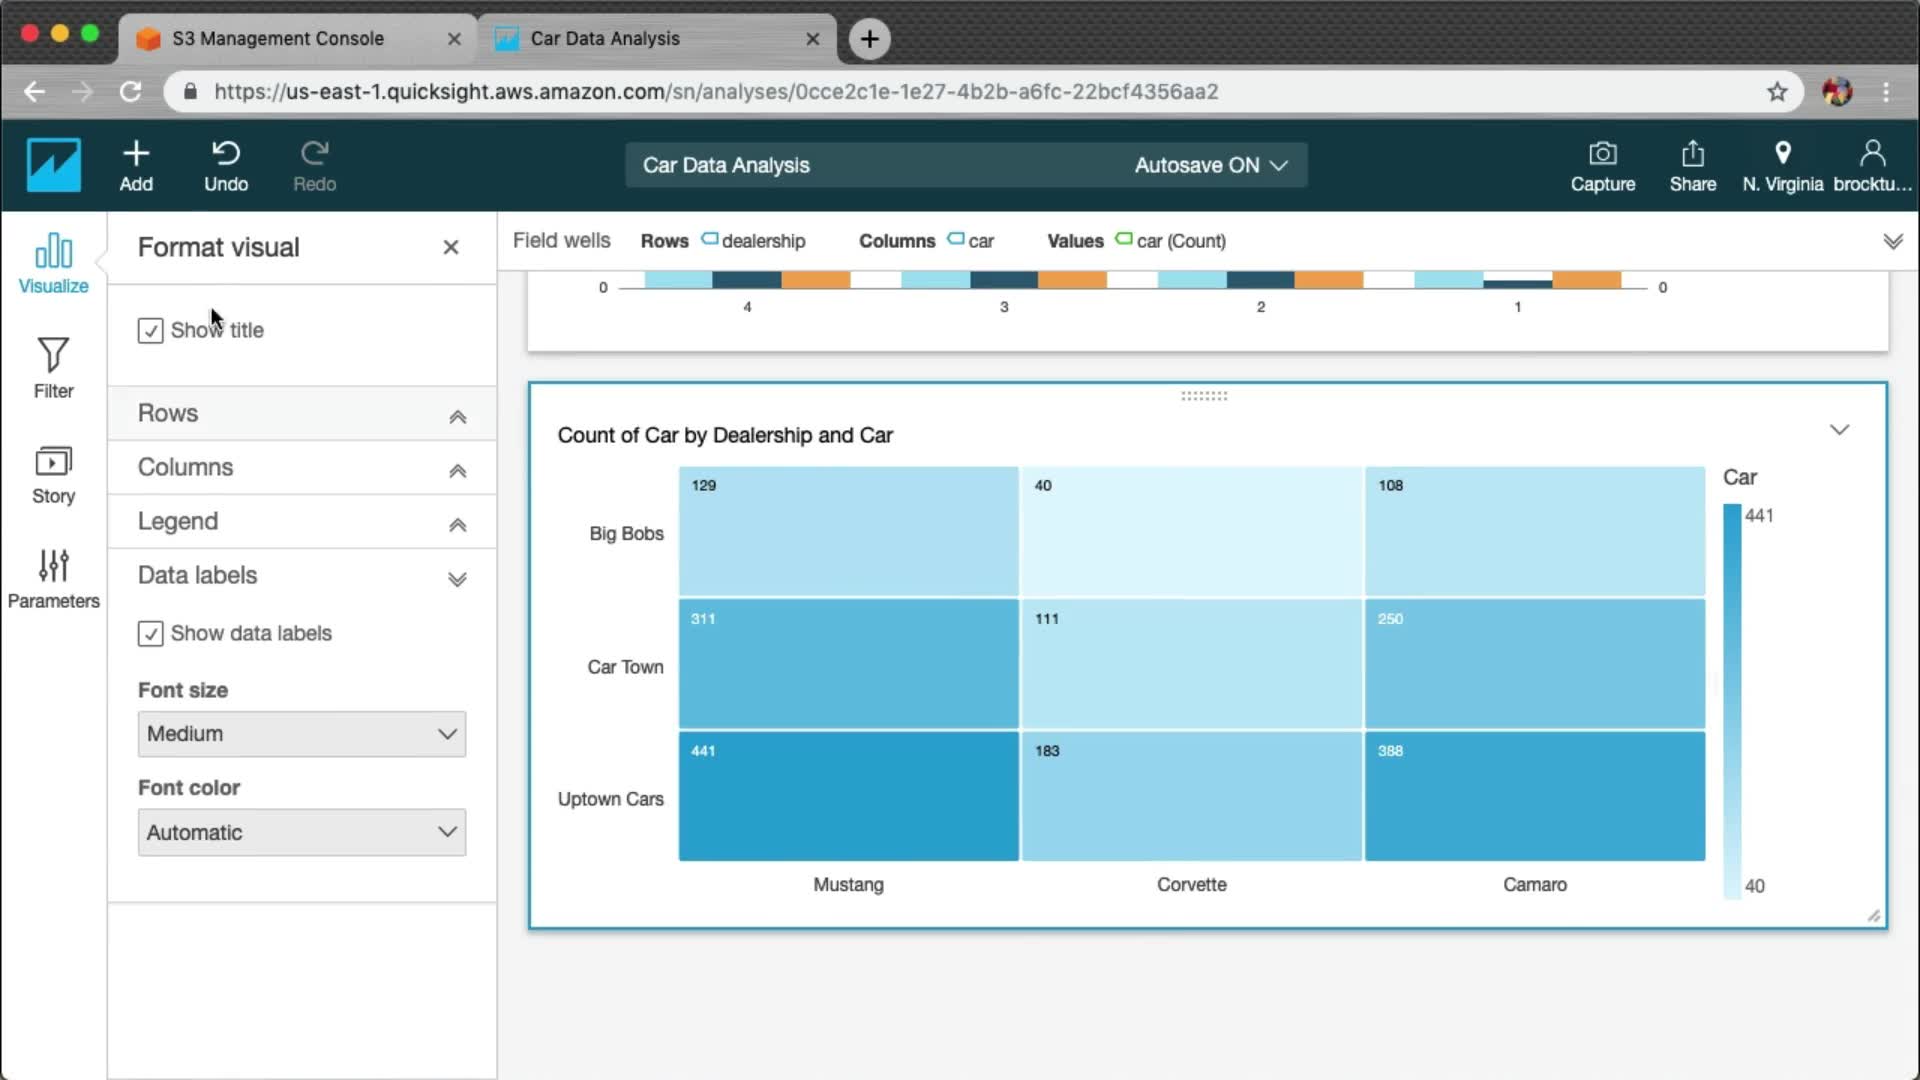 S3 Management Console
Car Data Analysis
https://us-east-1.quicksight.aws.amazon.com/sn/analyses/0cce2c1e-1e27-4b2b-a6fc-22bcf4356aa2
Add
Undo
Redo
Car Data Analysis
Autosave ON
Capture
Share
N. Virginia
brocktu...
Visualize
Filter
Story
Parameters
Format visual
Show title
Rows
Columns
Legend
Data labels
Show data labels
Font size
Medium
Font color
Automatic
Field wells Rows dealership Columns car Values car (Count)
0 0
4 3 2 1
Count of Car by Dealership and Car
Car
441
129 40 108
Big Bobs
311 111 250
Car Town
441 183 388
Uptown Cars
Mustang Corvette Camaro
40